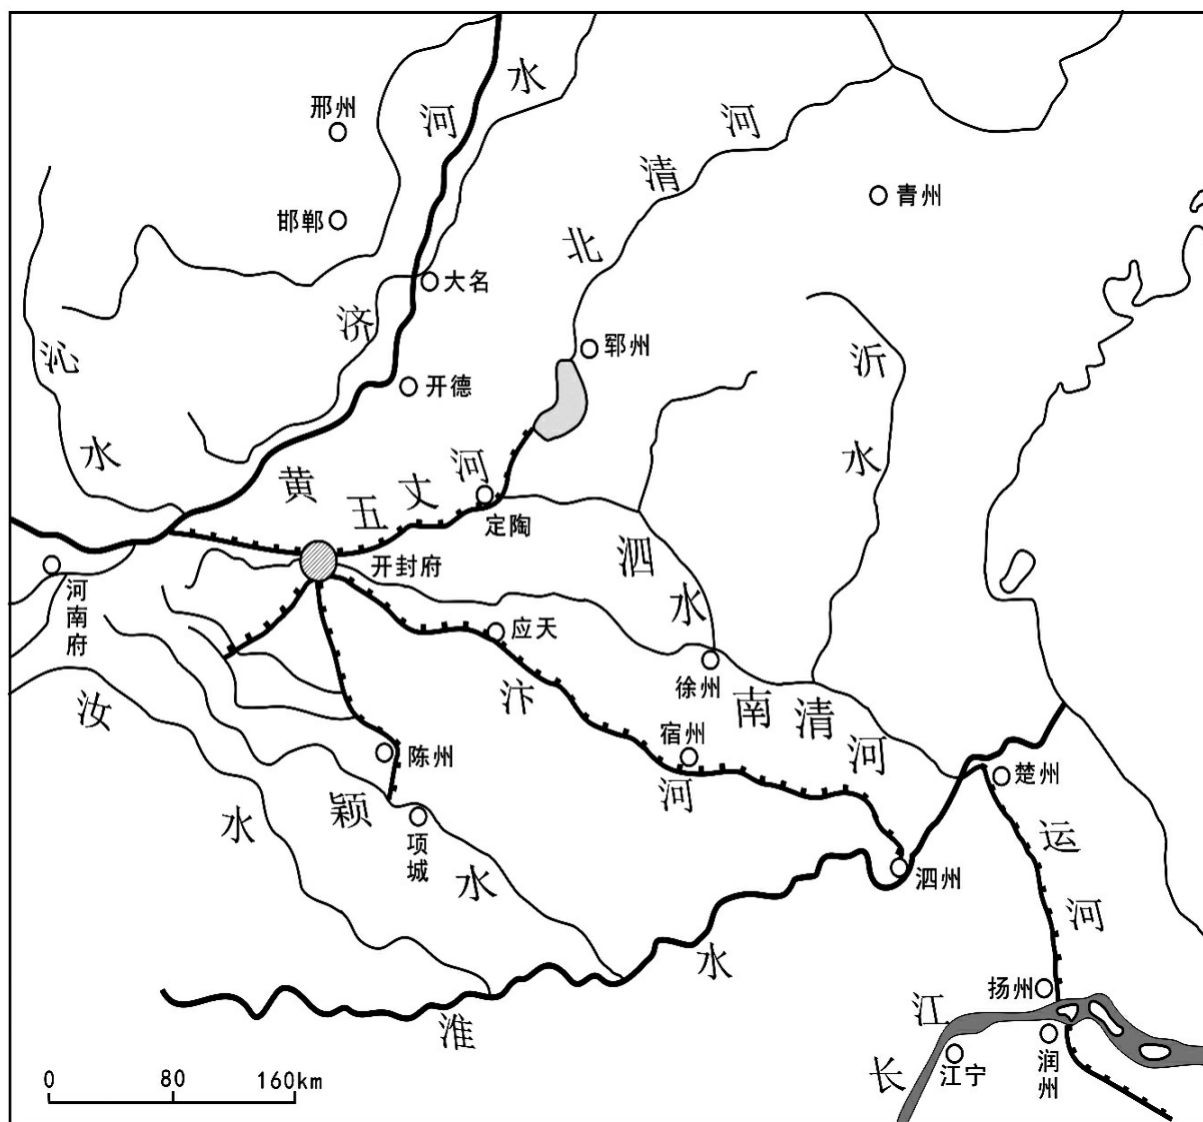 邢州
河
水
清
河
邯郸
青州
北
大名
沁
水
济
郓州
沂
水
开德
黄
五
丈
河
定陶
泗
水
开封府
河南府
应天
徐州
汝
水
汴
河
南
清
河
宿州
陈州
颖
水
项城
楚州
泗州
运
河
扬州
江
水
淮
长
江宁
润州
0 80 160km